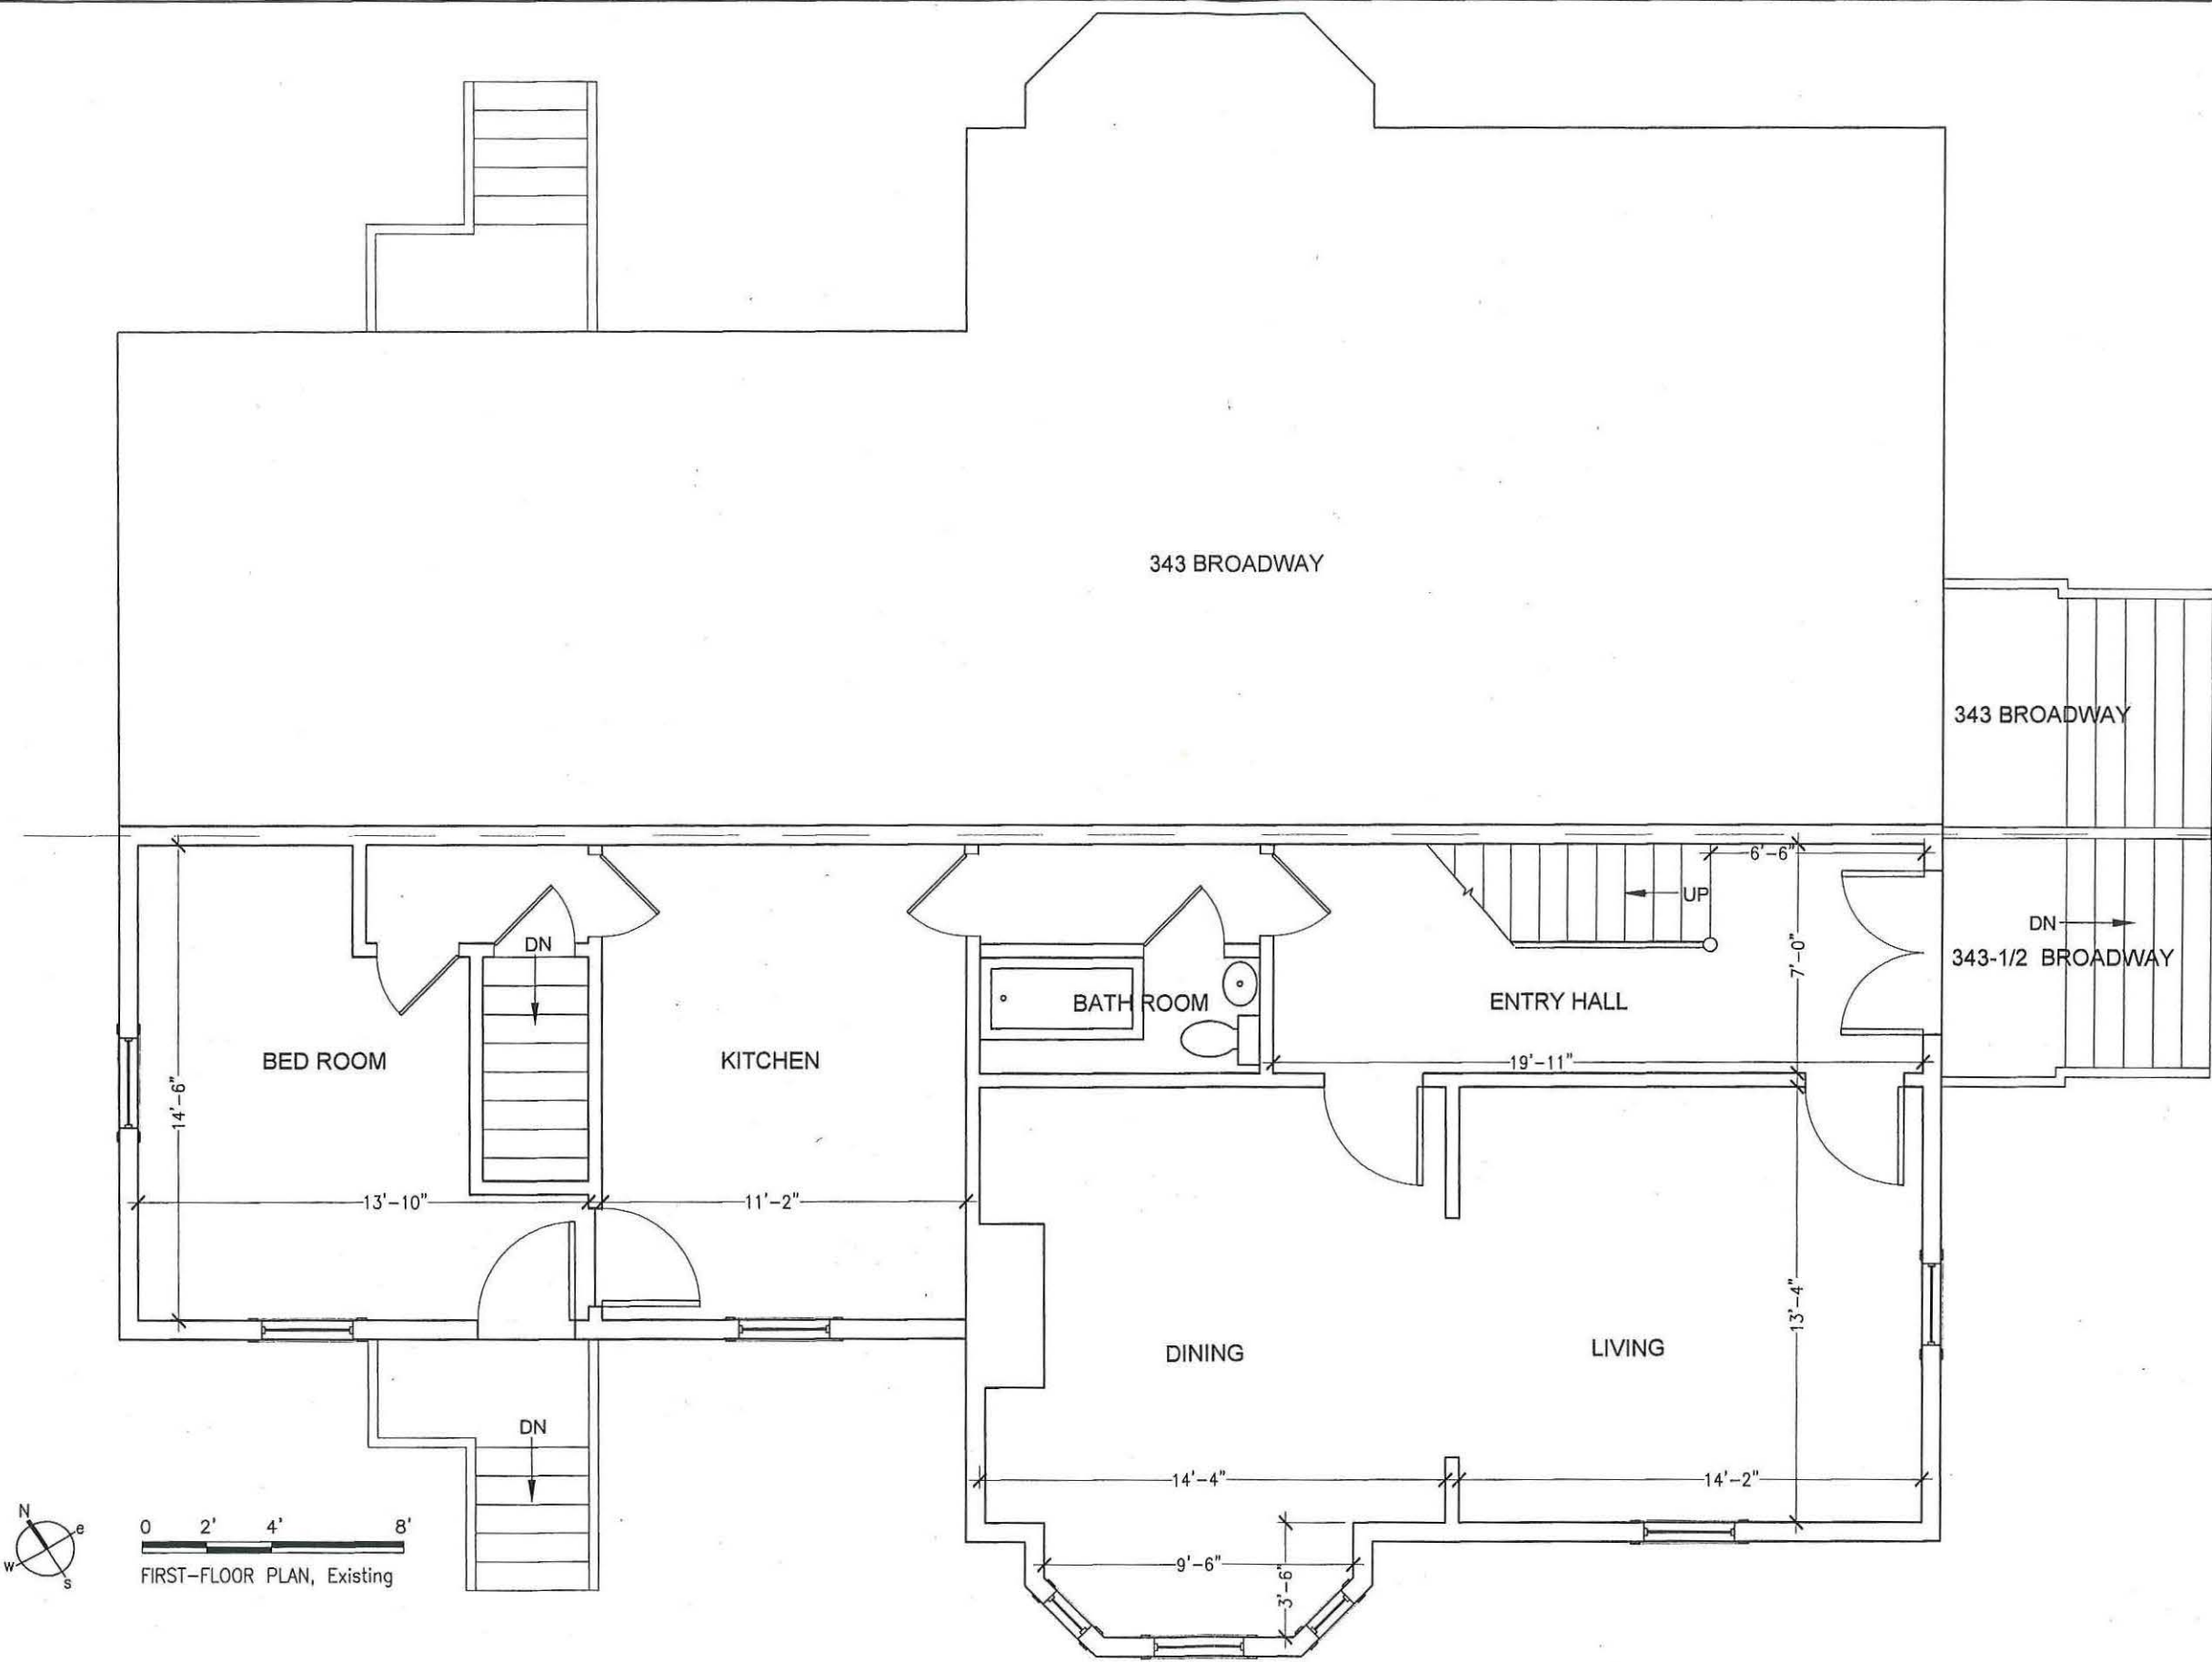 343 BROADWAY
343 BROADWAY
6'-6"
UP
DN
343-1/2 BROADWAY
DN
7'-0"
BATH ROOM
ENTRY HALL
BED ROOM
KITCHEN
19'-11"
14'-6"
13'-10"
11'-2"
13'-4"
DINING
LIVING
DN
14'-4"
14'-2"
9'-6"
3'-6"
N
e
w
s
0 2' 4' 8'
FIRST-FLOOR PLAN, Existing